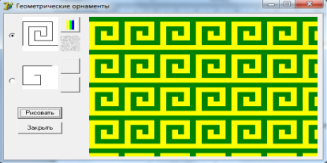 Геометрические орнаменты
Рисовать
Закрыть